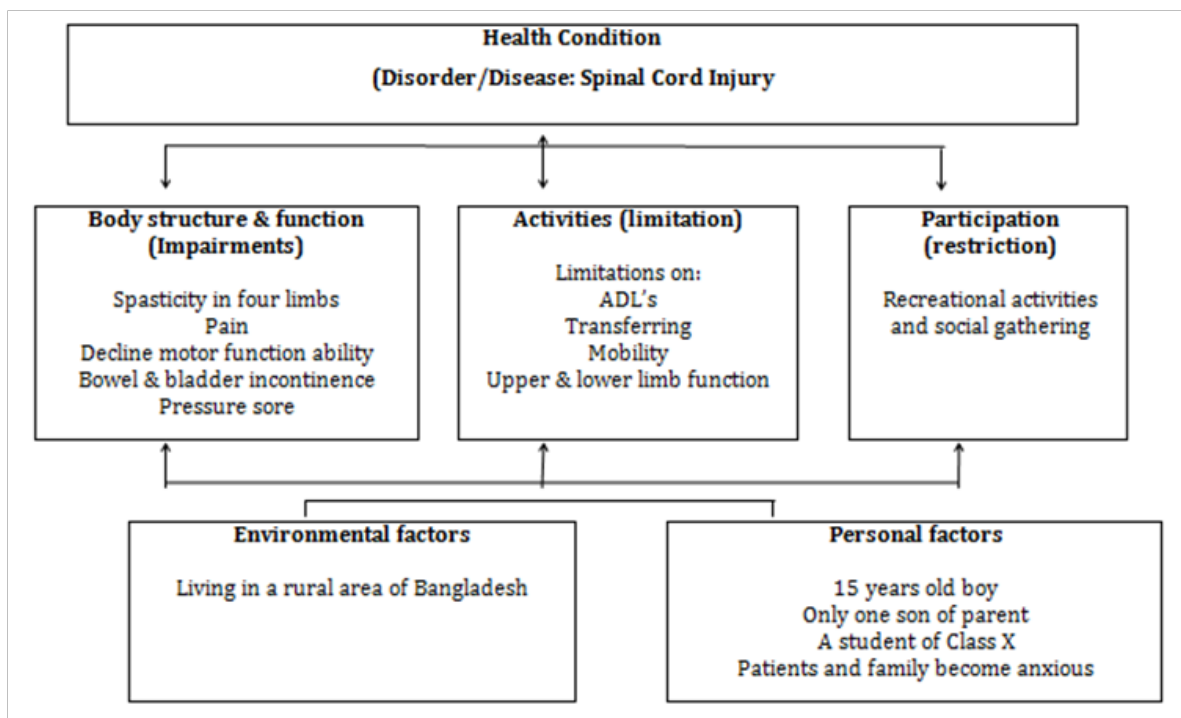 Health Condition
(Disorder/Disease: Spinal Cord Injury
Body structure & function
(Impairments)
Spasticity in four limbs
Pain
Decline motor function ability
Bowel & bladder incontinence
Pressure sore
Activities (limitation)
Limitations on:
ADL's
Transferring
Mobility
Upper & lower limb function
Participation
(restriction)
Recreational activities
and social gathering
Environmental factors
Living in a rural area of Bangladesh
Personal factors
15 years old boy
Only one son of parent
A student of Class X
Patients and family become anxious